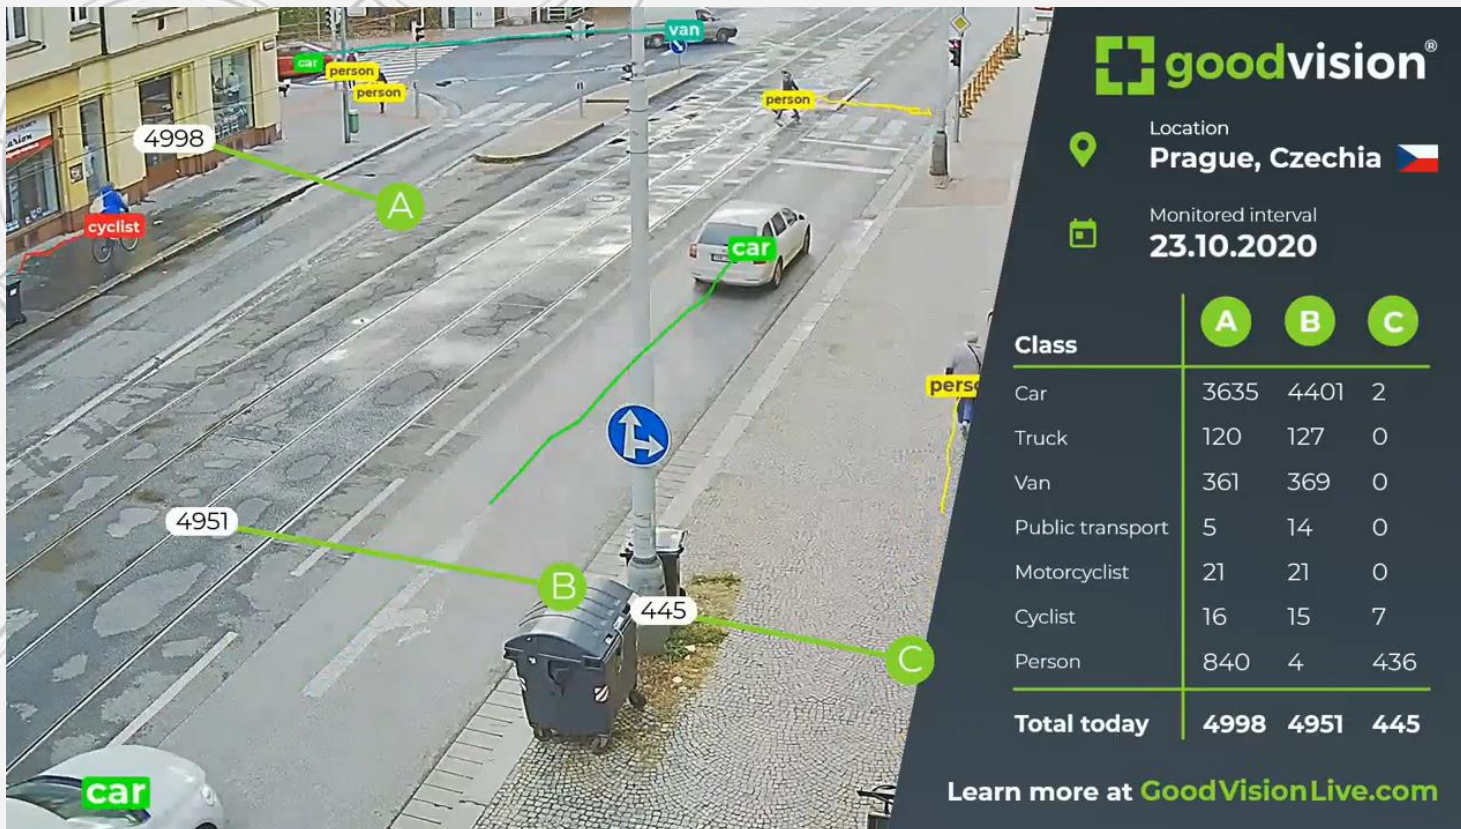 van
car
person
person
person
4998
A
cyclist
car
perso
4951
B
445
C
car
goodvision®
Location
Prague, Czechia
Monitored interval
23.10.2020
Class A B C
Car 3635 4401 2
Truck 120 127 0
Van 361 369 0
Public transport 5 14 0
Motorcyclist 21 21 0
Cyclist 16 15 7
Person 840 4 436
Total today 4998 4951 445
Learn more at GoodVisionLive.com